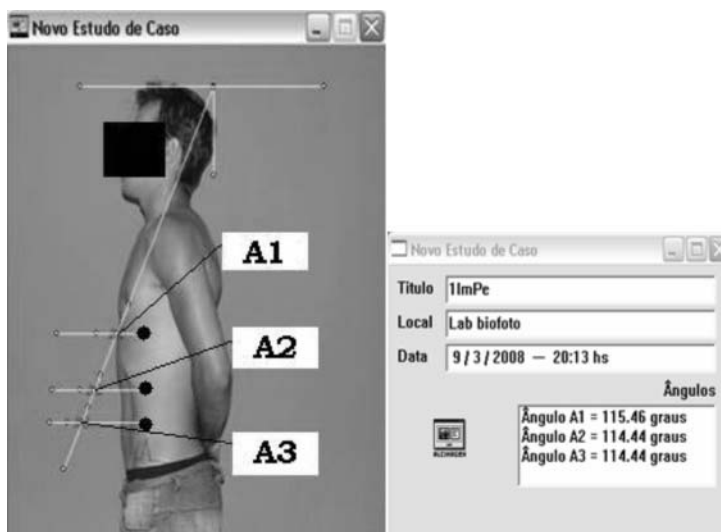 Novo Estudo de Caso
A1
A2
A3
Novo Estudo de Caso
Título 1ImPe
Local Lab biofoto
Data 9 / 3 / 2008 — 20:13 hs
Ângulos
Ângulo A1 = 115.46 graus
Ângulo A2 = 114.44 graus
Ângulo A3 = 114.44 graus